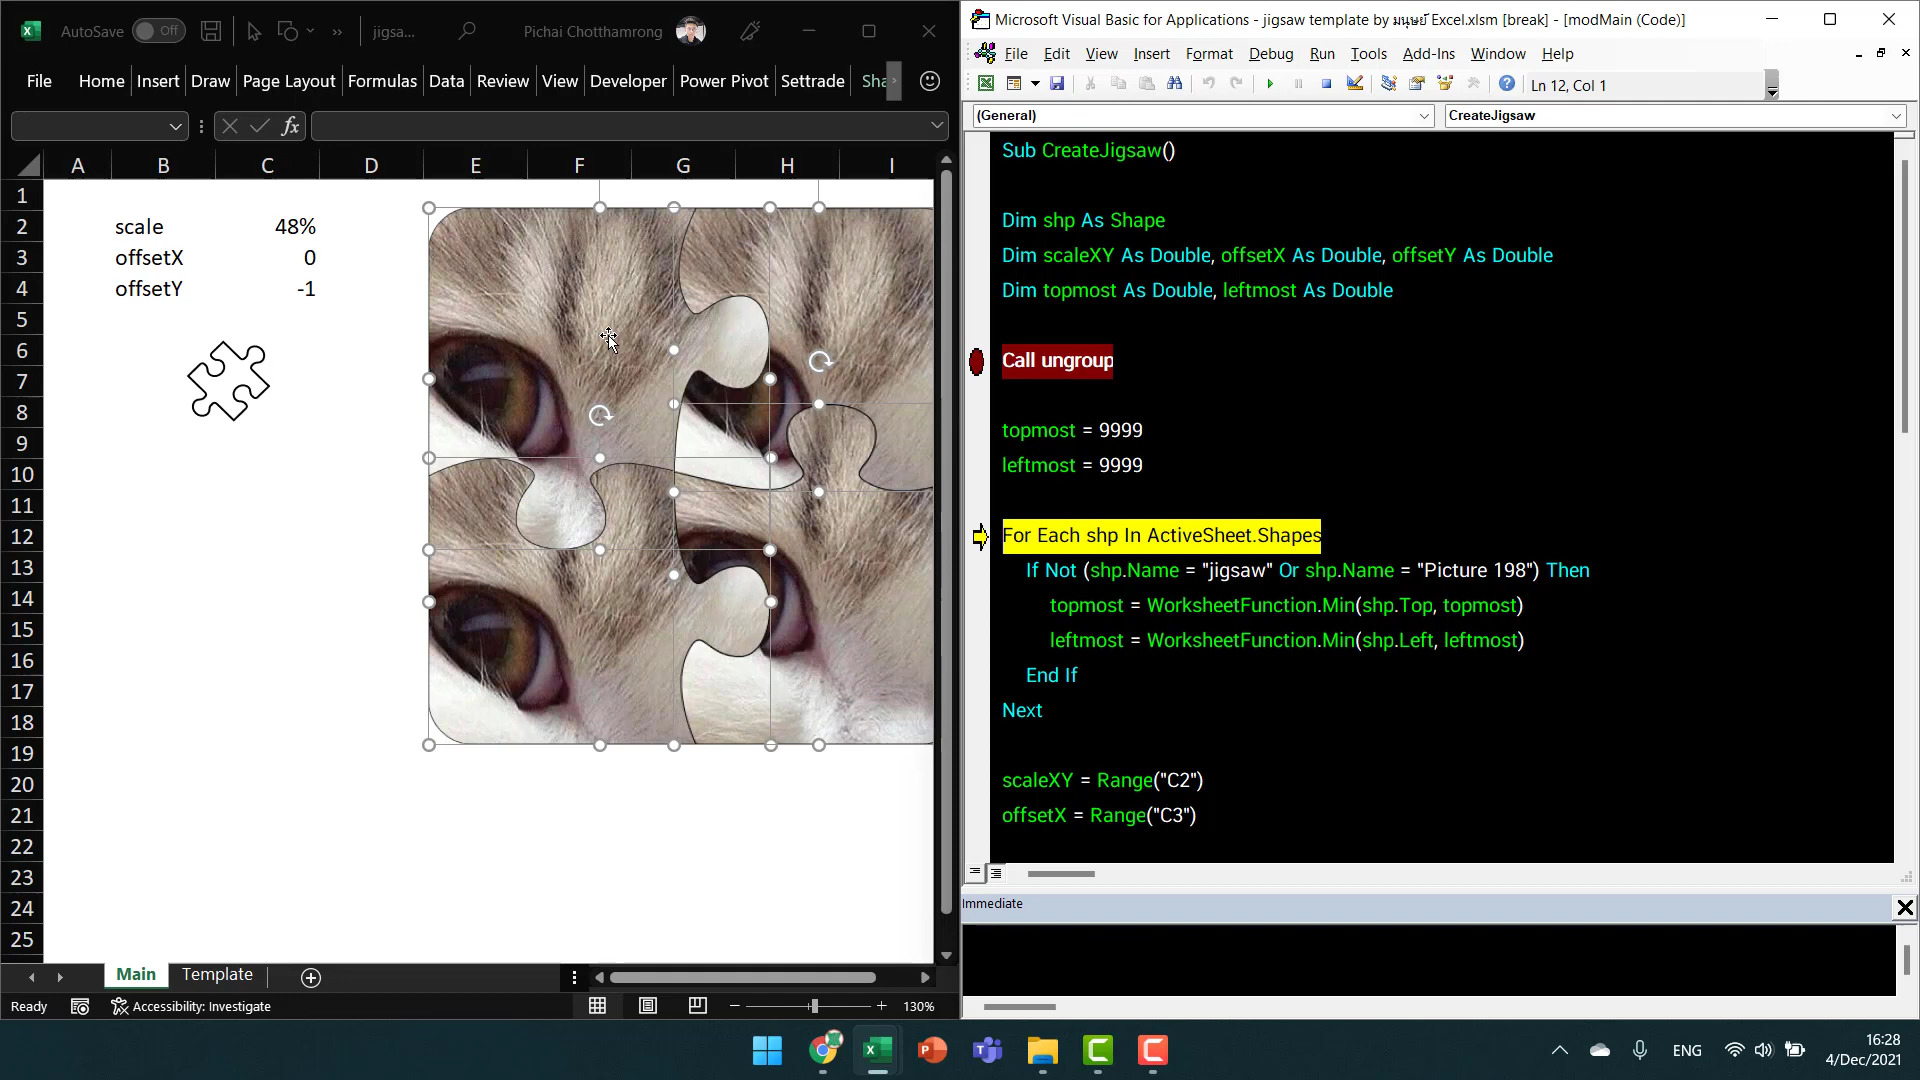 AutoSave Off jigsa... Pichai Chotthamrong
File Home Insert Draw Page Layout Formulas Data Review View Developer Power Pivot Settrade Sha
fx
A B C D E F G H I
1
2 scale 48%
3 offsetX 0
4 offsetY -1
5
6
7
8
9
10
11
12
13
14
15
16
17
18
19
20
21
22
23
24
25
Main Template
Ready Accessibility: Investigate 130%
Microsoft Visual Basic for Applications - jigsaw template by มนุษย์ Excel.xlsm [break] - [modMain (Code)]
File Edit View Insert Format Debug Run Tools Add-Ins Window Help
Ln 12, Col 1
(General) CreateJigsaw
Sub CreateJigsaw()
Dim shp As Shape
Dim scaleXY As Double, offsetX As Double, offsetY As Double
Dim topmost As Double, leftmost As Double
Call ungroup
topmost = 9999
leftmost = 9999
For Each shp In ActiveSheet.Shapes
If Not (shp.Name = "jigsaw" Or shp.Name = "Picture 198") Then
topmost = WorksheetFunction.Min(shp.Top, topmost)
leftmost = WorksheetFunction.Min(shp.Left, leftmost)
End If
Next
scaleXY = Range("C2")
offsetX = Range("C3")
Immediate
ENG
16:28
4/Dec/2021